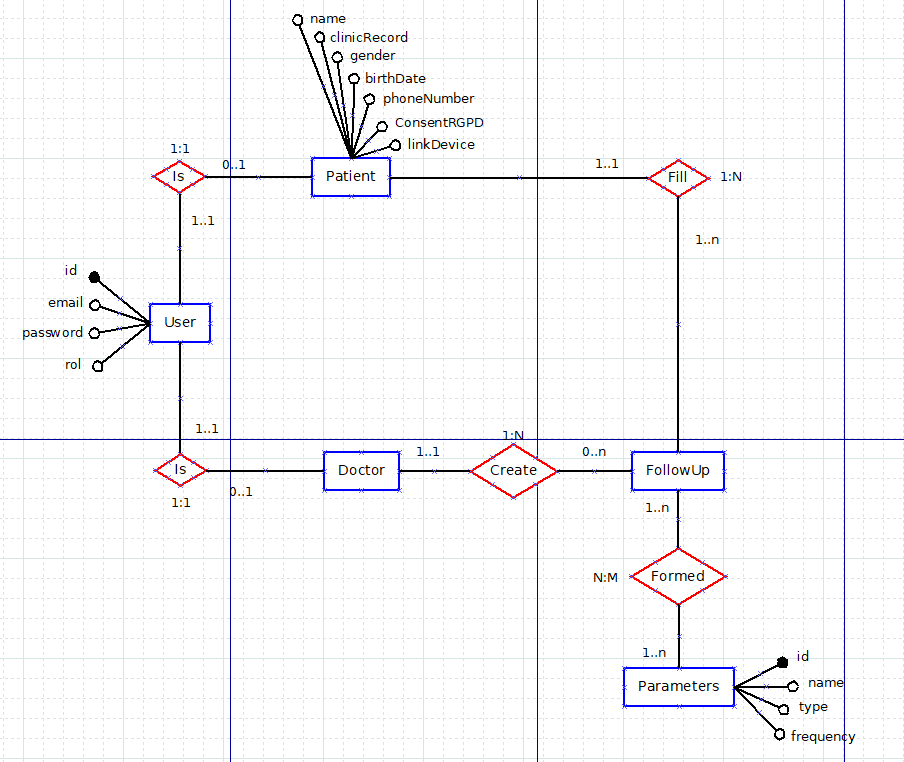 name
clinicRecord
gender
birthDate
phoneNumber
ConsentRGPD
linkDevice
1:1
Is
0..1
Patient
1..1
Fill
1:N
1..1
1..n
id
email
password
rol
User
1..1
Is
1:1
0..1
Doctor
1..1
1:N
Create
0..n
FollowUp
1..n
N:M
Formed
1..n
Parameters
id
name
type
frequency